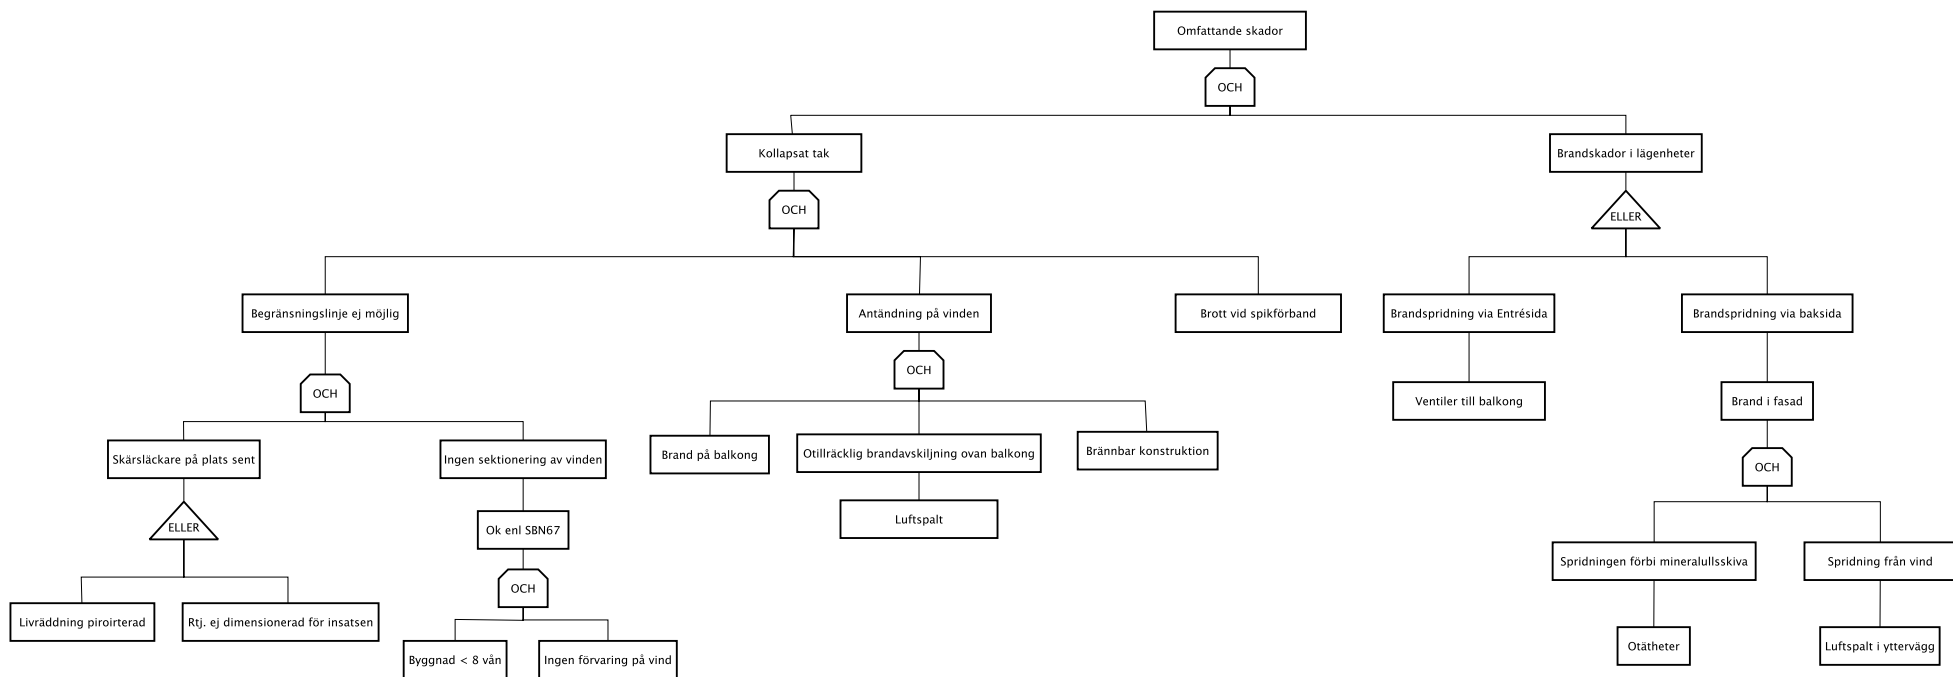 Omfattande skador
OCH
Kollapsat tak
Brandskador i lägenheter
OCH
ELLER
Begränsningslinje ej möjlig
Antändning på vinden
Brott vid spikförband
Brandspridning via Entrésida
Brandspridning via baksida
OCH
OCH
Ventiler till balkong
Brand i fasad
Skärsläckare på plats sent
Ingen sektionering av vinden
Brand på balkong
Otillräcklig brandavskiljning ovan balkong
Brännbar konstruktion
OCH
ELLER
Ok enl SBN67
Luftspalt
OCH
Spridningen förbi mineralullsskiva
Spridning från vind
Livräddning piroirterad
Rtj. ej dimensionerad för insatsen
Byggnad < 8 vån
Ingen förvaring på vind
Otätheter
Luftspalt i yttervägg